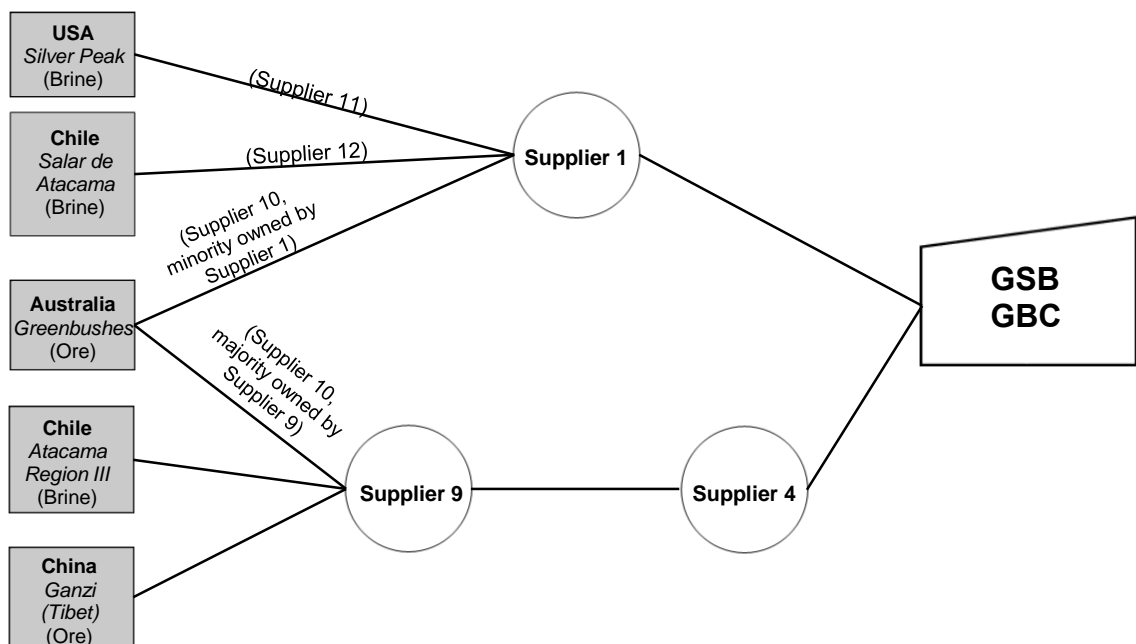 USA
Silver Peak
(Brine)
(Supplier 11)
Chile
Salar de
Atacama
(Brine)
(Supplier 12)
Supplier 1
(Supplier 10,
minority owned by
Supplier 1)
GSB
GBC
Australia
Greenbushes
(Ore)
(Supplier 10,
majority owned by
Supplier 9)
Chile
Atacama
Region III
(Brine)
Supplier 9
Supplier 4
China
Ganzi
(Tibet)
(Ore)